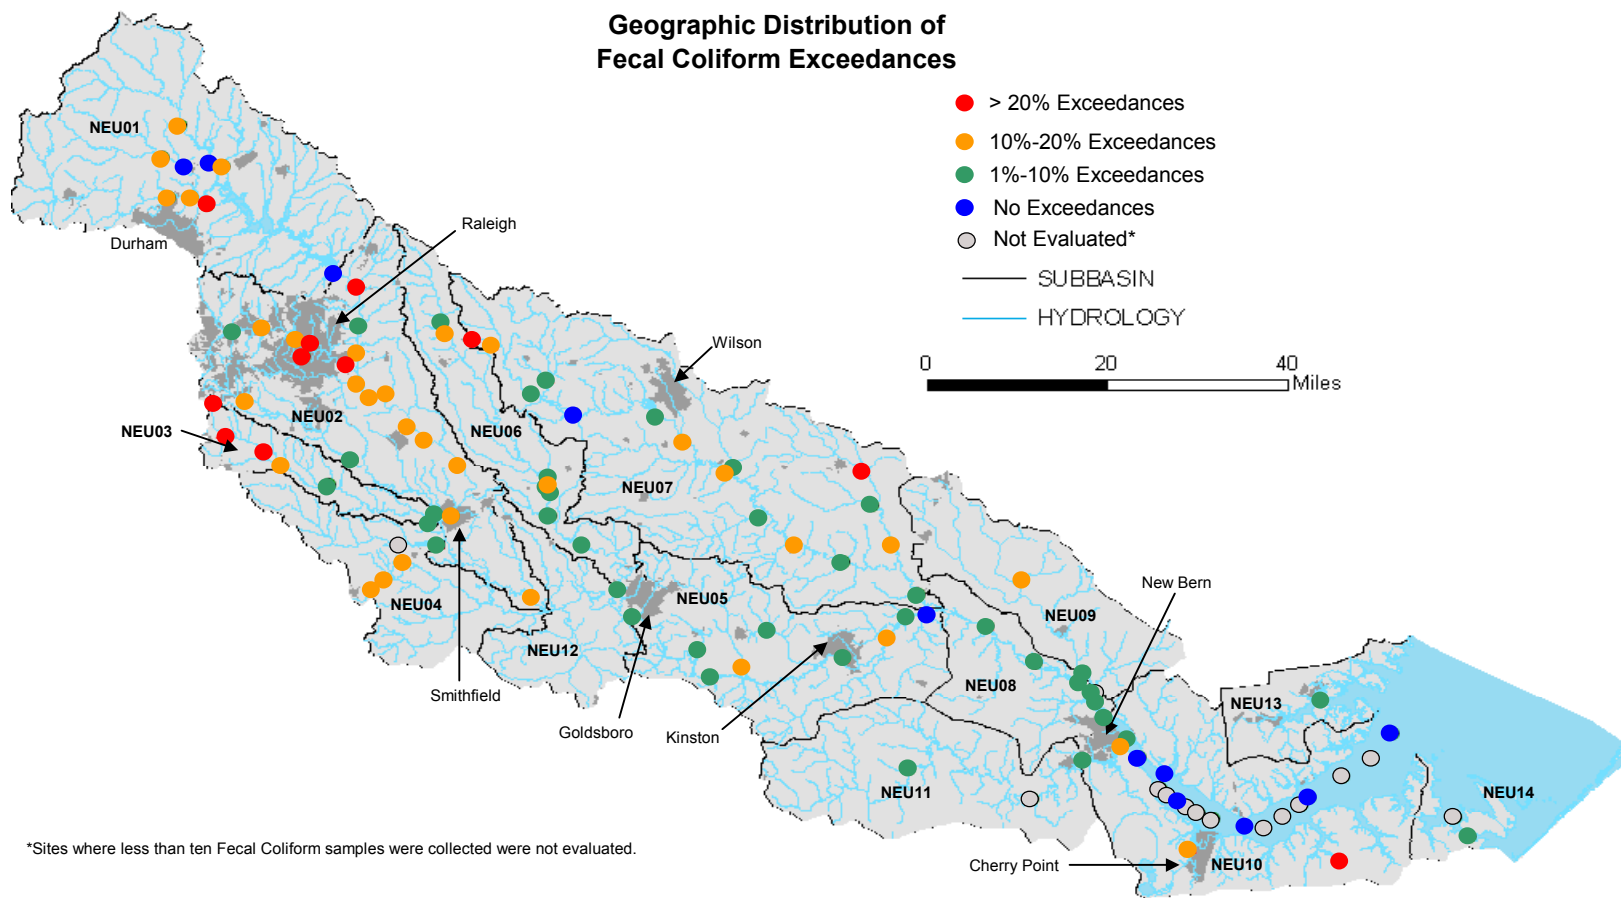 Geographic Distribution of
Fecal Coliform Exceedances
> 20% Exceedances
10%-20% Exceedances
1%-10% Exceedances
No Exceedances
Not Evaluated*
SUBBASIN
HYDROLOGY
0 20 40
Miles
NEU01
Durham
Raleigh
Wilson
NEU02
NEU03
NEU06
NEU07
NEU04
NEU05
NEU12
NEU09
New Bern
Smithfield
Goldsboro
Kinston
NEU08
NEU13
NEU11
NEU14
Cherry Point
NEU10
*Sites where less than ten Fecal Coliform samples were collected were not evaluated.